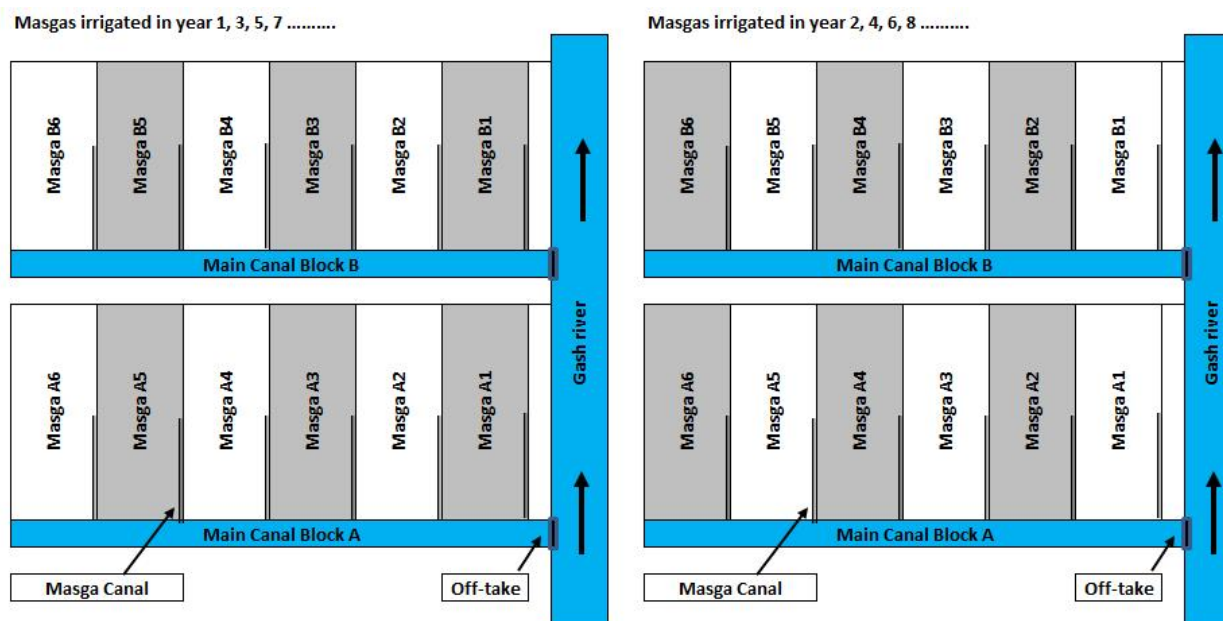 Masgas irrigated in year 1, 3, 5, 7 ..........
Masga B6
Masga B5
Masga B4
Masga B3
Masga B2
Masga B1
Main Canal Block B
Masga A6
Masga A5
Masga A4
Masga A3
Masga A2
Masga A1
Main Canal Block A
Gash river
Masga Canal
Off-take
Masgas irrigated in year 2, 4, 6, 8 ..........
Masga B6
Masga B5
Masga B4
Masga B3
Masga B2
Masga B1
Main Canal Block B
Masga A6
Masga A5
Masga A4
Masga A3
Masga A2
Masga A1
Main Canal Block A
Gash river
Masga Canal
Off-take